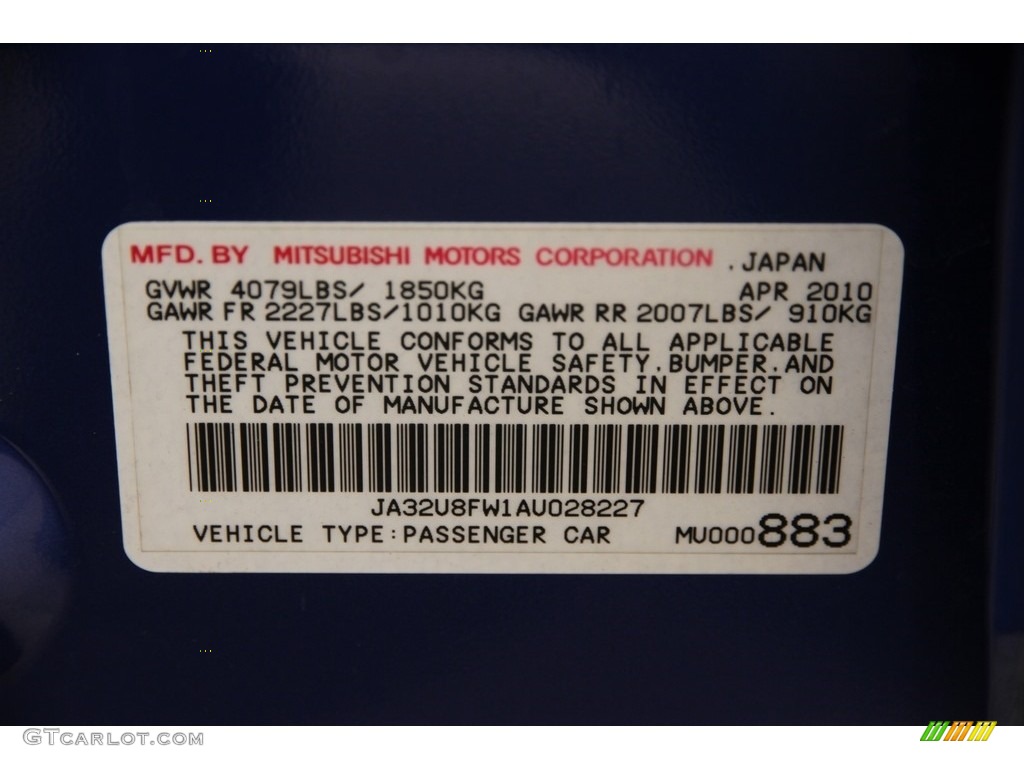 MFD. BY MITSUBISHI MOTORS CORPORATION .JAPAN
GVWR 4079LBS/ 1850KG APR 2010
GAWR FR 2227LBS/1010KG GAWR RR 2007LBS/ 910KG
THIS VEHICLE CONFORMS TO ALL APPLICABLE
FEDERAL MOTOR VEHICLE SAFETY.BUMPER.AND
THEFT PREVENTION STANDARDS IN EFFECT ON
THE DATE OF MANUFACTURE SHOWN ABOVE.
JA32U8FW1AU028227
VEHICLE TYPE:PASSENGER CAR MU000883
GTCARLOT.COM